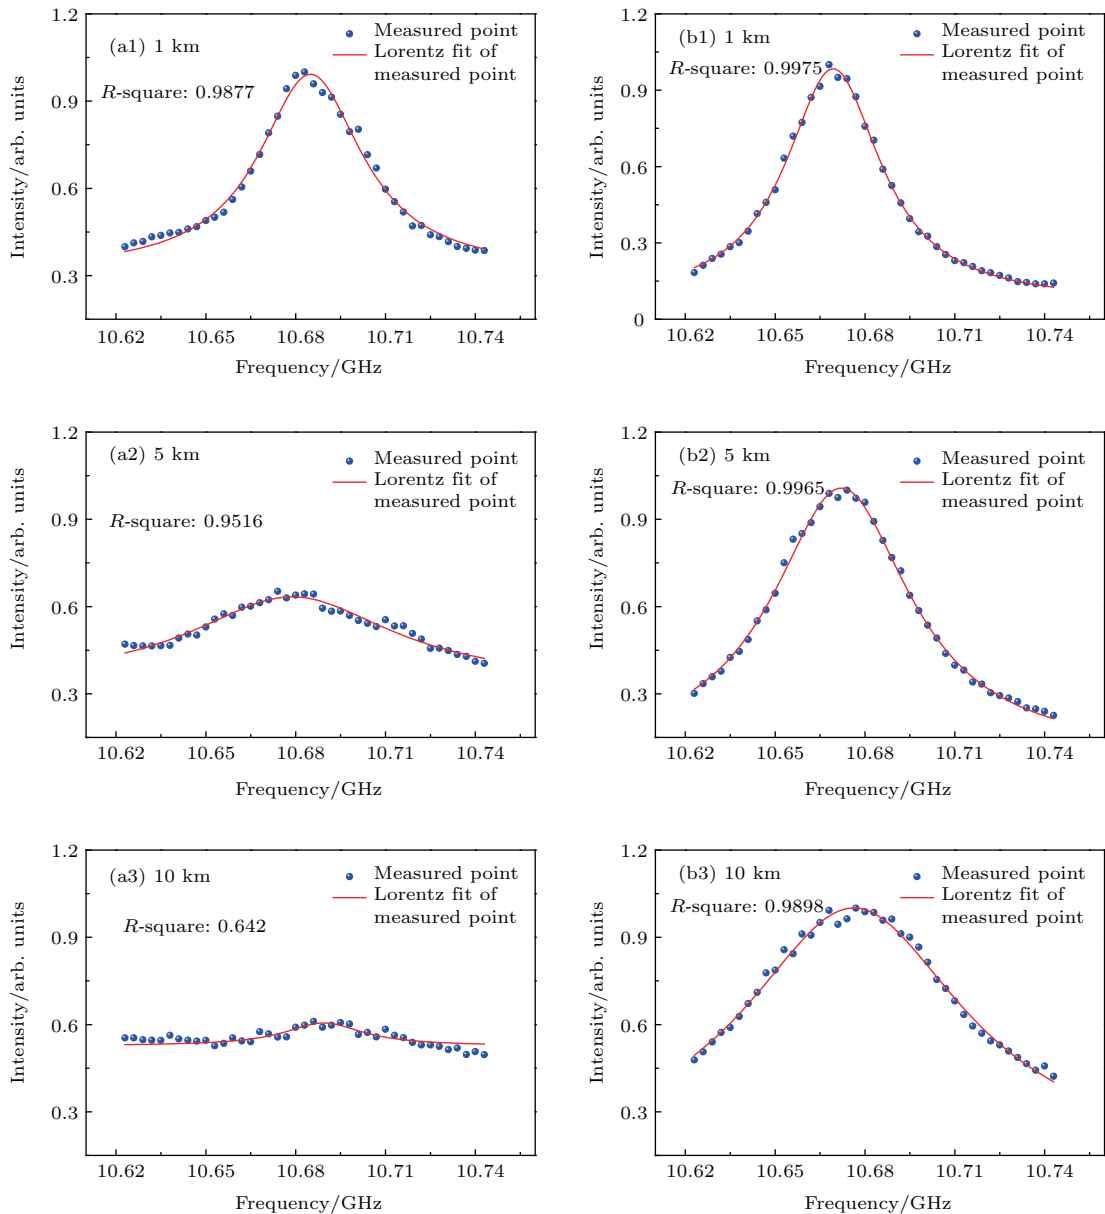 1.2
(a1) 1 km
Measured point
Lorentz fit of
measured point
R-square: 0.9877
0.9
0.6
0.3
Intensity/arb. units
10.62 10.65 10.68 10.71 10.74
Frequency/GHz
1.2
(b1) 1 km
Measured point
Lorentz fit of
measured point
R-square: 0.9975
0.9
0.6
0.3
0
Intensity/arb. units
10.62 10.65 10.68 10.71 10.74
Frequency/GHz
1.2
(a2) 5 km
Measured point
Lorentz fit of
measured point
R-square: 0.9516
0.9
0.6
0.3
Intensity/arb. units
10.62 10.65 10.68 10.71 10.74
Frequency/GHz
1.2
(b2) 5 km
Measured point
Lorentz fit of
measured point
R-square: 0.9965
0.9
0.6
0.3
Intensity/arb. units
10.62 10.65 10.68 10.71 10.74
Frequency/GHz
1.2
(a3) 10 km
Measured point
Lorentz fit of
measured point
R-square: 0.642
0.9
0.6
0.3
Intensity/arb. units
10.62 10.65 10.68 10.71 10.74
Frequency/GHz
1.2
(b3) 10 km
Measured point
Lorentz fit of
measured point
R-square: 0.9898
0.9
0.6
0.3
Intensity/arb. units
10.62 10.65 10.68 10.71 10.74
Frequency/GHz